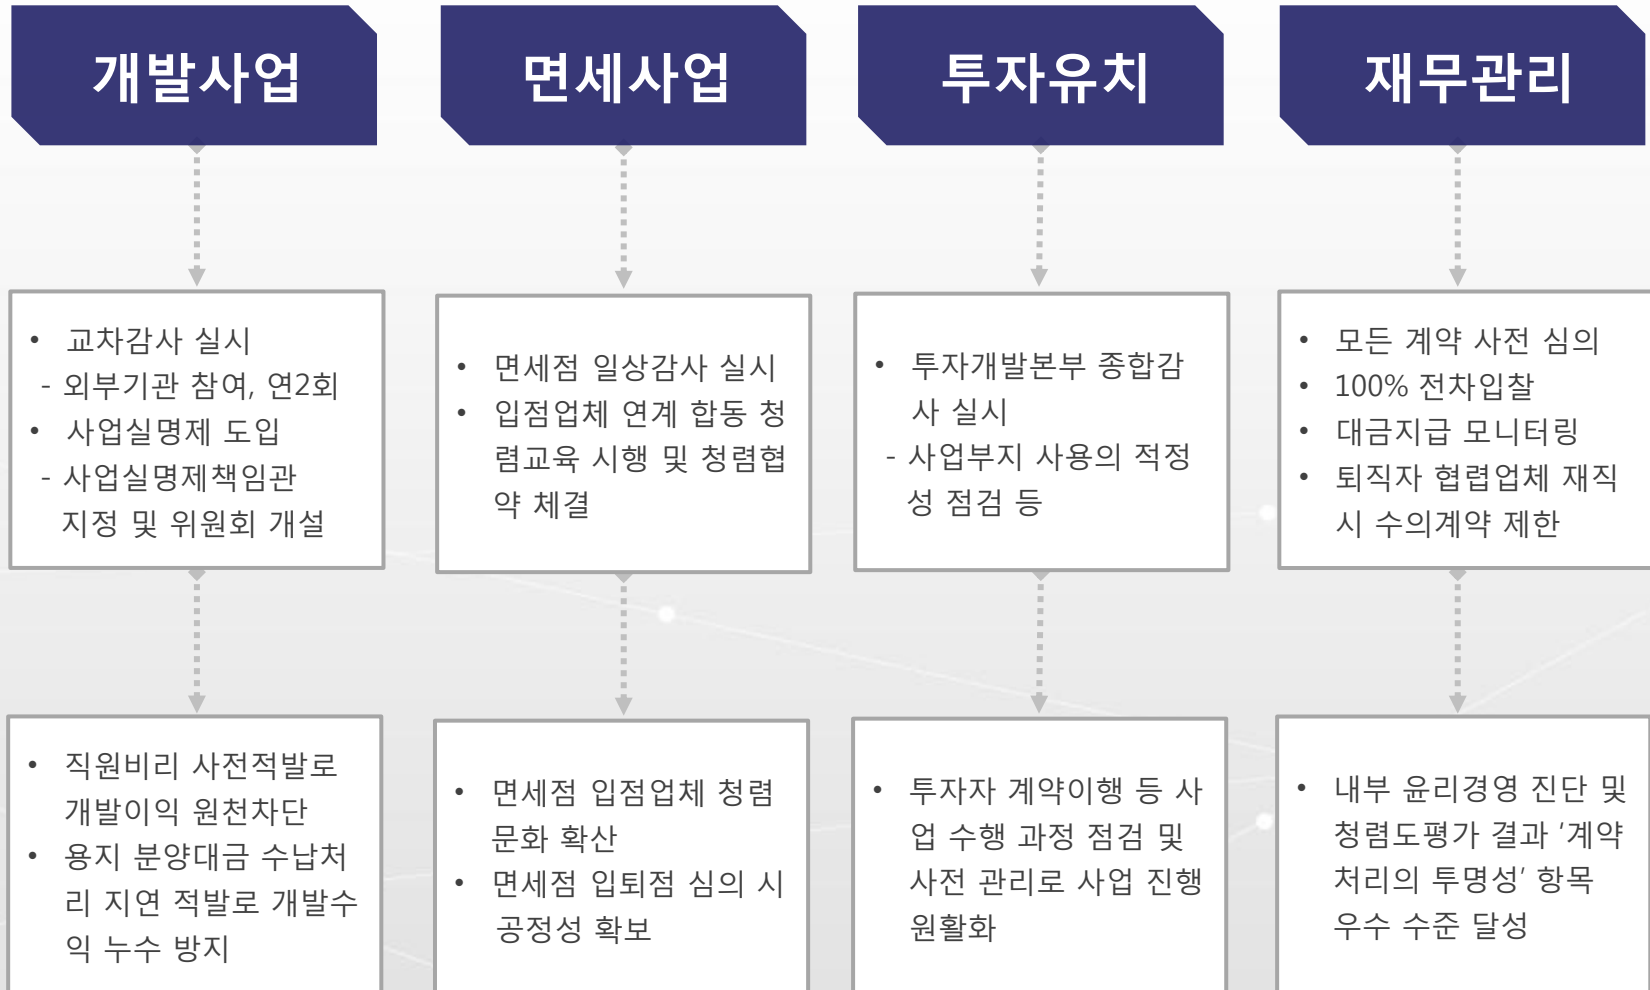 개발사업
• 교차감사 실시
- 외부기관 참여, 연2회
• 사업실명제 도입
- 사업실명제책임관
지정 및 위원회 개설
• 직원비리 사전적발로
개발이익 원천차단
• 용지 분양대금 수납처
리 지연 적발로 개발수
익 누수 방지
면세사업
• 면세점 일상감사 실시
• 입점업체 연계 합동 청
렴교육 시행 및 청렴협
약 체결
• 면세점 입점업체 청렴
문화 확산
• 면세점 입퇴점 심의 시
공정성 확보
투자유치
• 투자개발본부 종합감
사 실시
- 사업부지 사용의 적정
성 점검 등
• 투자자 계약이행 등 사
업 수행 과정 점검 및
사전 관리로 사업 진행
원활화
재무관리
• 모든 계약 사전 심의
• 100% 전차입찰
• 대금지급 모니터링
• 퇴직자 협렵업체 재직
시 수의계약 제한
• 내부 윤리경영 진단 및
청렴도평가 결과 '계약
처리의 투명성' 항목
우수 수준 달성